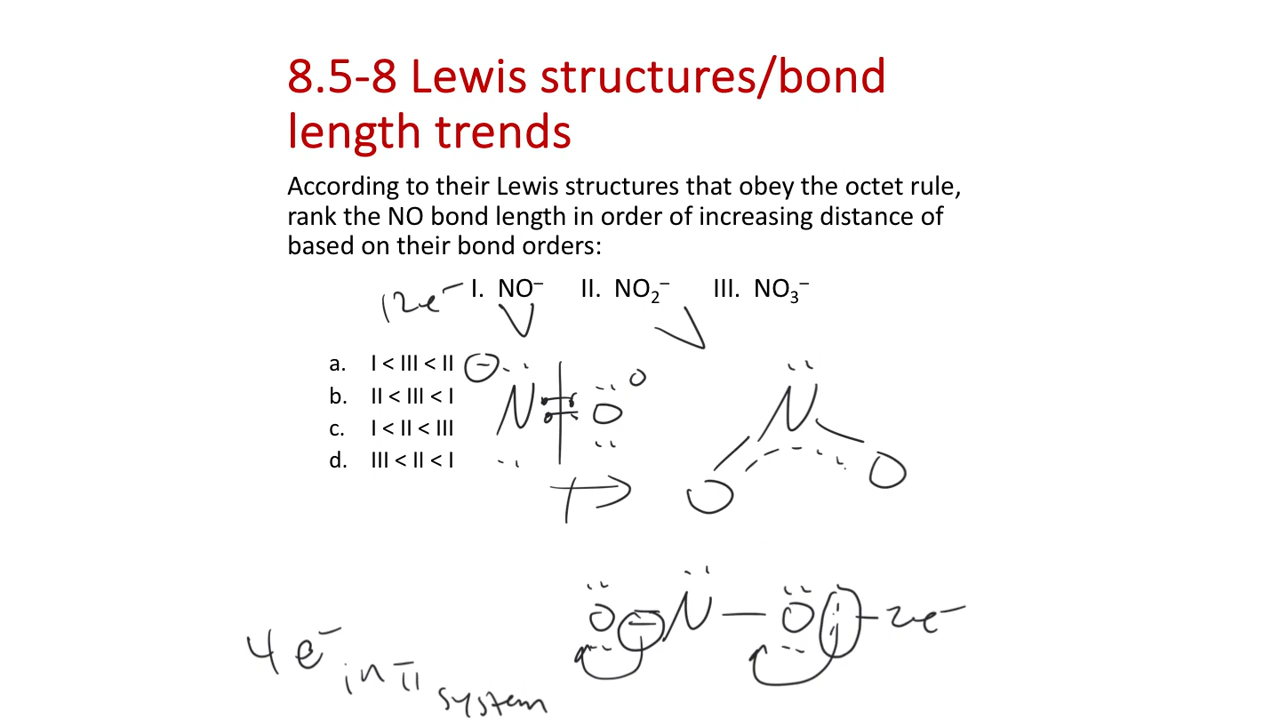 8.5-8 Lewis structures/bond
length trends
According to their Lewis structures that obey the octet rule,
rank the NO bond length in order of increasing distance of
based on their bond orders:
12e⁻ I. NO⁻ II. NO₂⁻ III. NO₃⁻
a. I < III < II
b. II < III < I
c. I < II < III
d. III < II < I
⊖ N = O 0
N
O O
O = N — O 2e⁻
4 e⁻ in π system